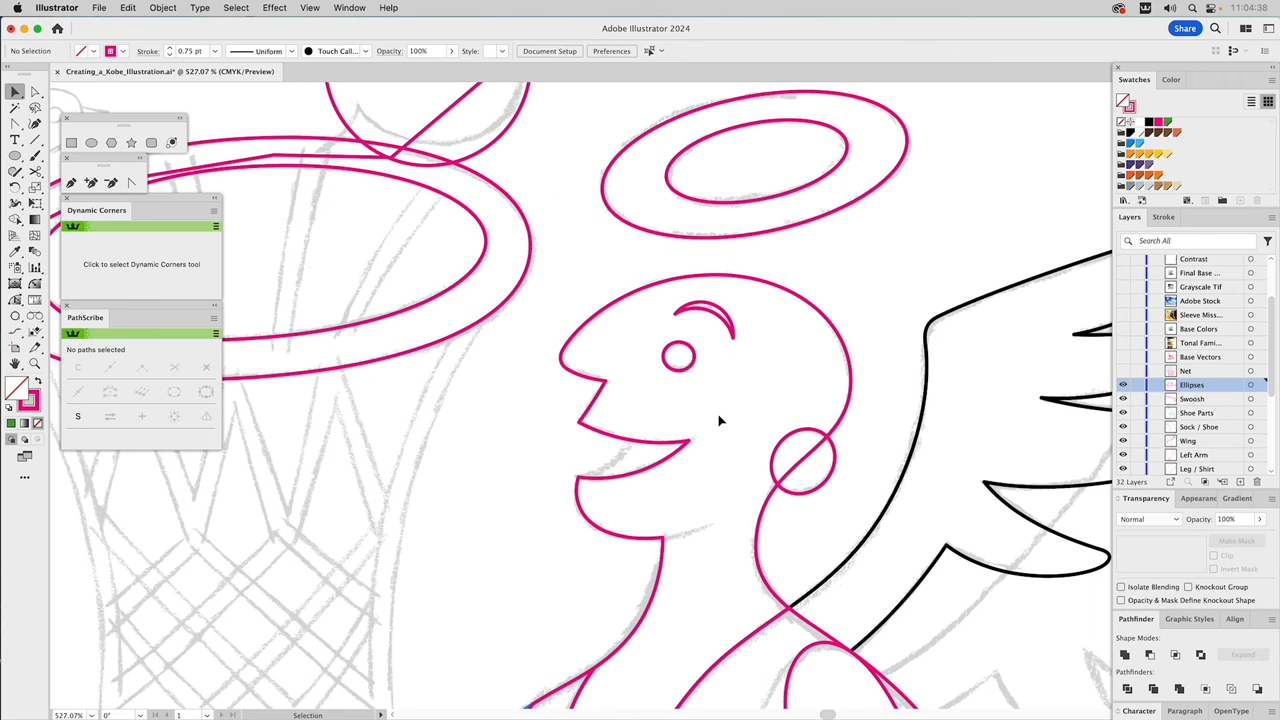 Illustrator File Edit Object Type Select Effect View Window Help 11:04:38
Adobe Illustrator 2024
Share
No Selection Stroke: 0.75 pt Uniform Touch Call... Opacity: 100% Style: Document Setup Preferences
Creating_a_Kobe_Illustration.ai* @ 527.07 % (CMYK/Preview)
Dynamic Corners
Click to select Dynamic Corners tool
PathScribe
No paths selected
C
S
Swatches Color
Layers Stroke
Search All
Contrast
Final Base ...
Grayscale Tif
Adobe Stock
Sleeve Miss...
Base Colors
Tonal Fami...
Base Vectors
Net
Ellipses
Swoosh
Shoe Parts
Sock / Shoe
Wing
Left Arm
Leg / Shirt
32 Layers
Transparency Appearanc Gradient
Normal Opacity: 100%
Make Mask
Clip
Invert Mask
Isolate Blending Knockout Group
Opacity & Mask Define Knockout Shape
Pathfinder Graphic Styles Align
Shape Modes:
Expand
Pathfinders:
Character Paragraph OpenType
527.07% 0° 1 Selection